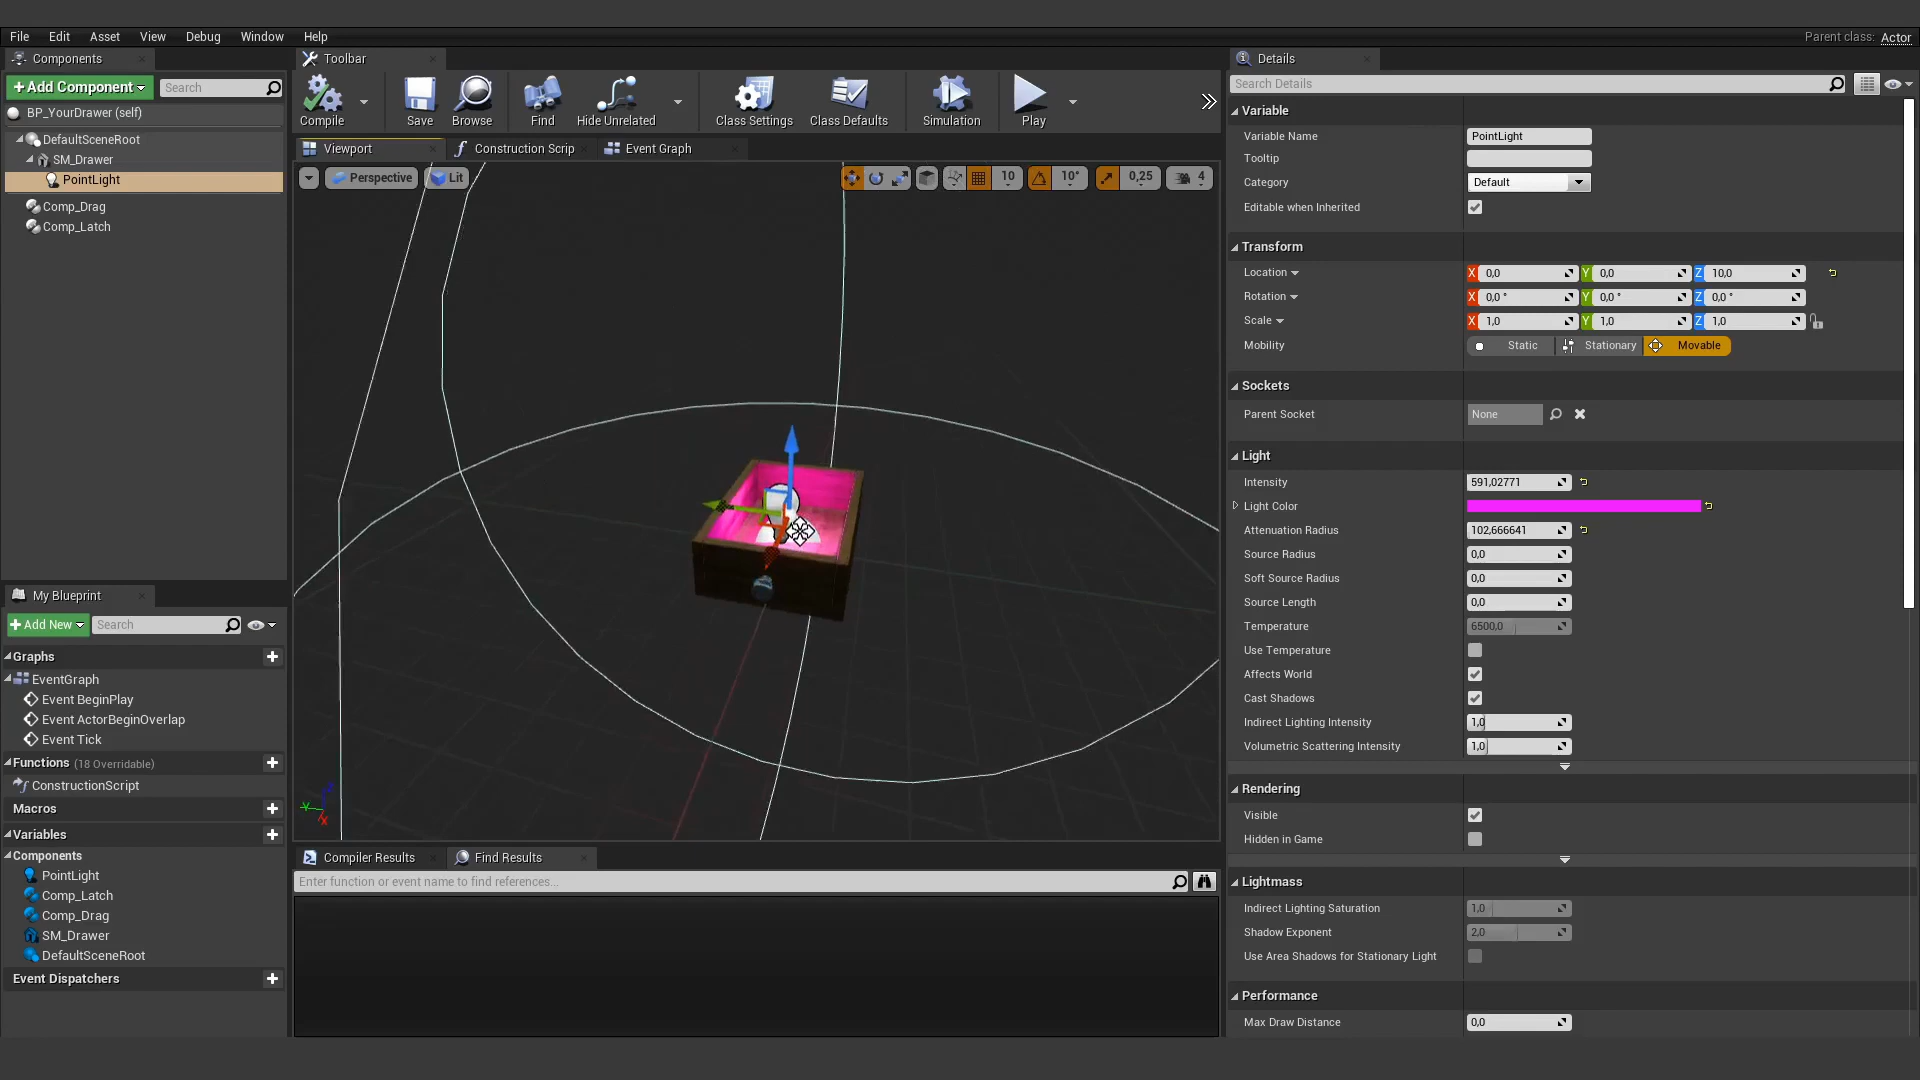 File Edit Asset View Debug Window Help
Parent class: Actor
Components
Add Component
Search
BP_YourDrawer (self)
DefaultSceneRoot
SM_Drawer
PointLight
Comp_Drag
Comp_Latch
My Blueprint
Add New
Search
Graphs
EventGraph
Event BeginPlay
Event ActorBeginOverlap
Event Tick
Functions (18 Overridable)
ConstructionScript
Macros
Variables
Components
PointLight
Comp_Latch
Comp_Drag
SM_Drawer
DefaultSceneRoot
Event Dispatchers
Toolbar
Compile
Save
Browse
Find
Hide Unrelated
Class Settings
Class Defaults
Simulation
Play
Viewport
Construction Scrip
Event Graph
Perspective
Lit
10
10°
0,25
4
Z
Y
X
Compiler Results
Find Results
Enter function or event name to find references...
Details
Search Details
Variable
Variable Name PointLight
Tooltip
Category Default
Editable when Inherited
Transform
Location X 0,0 Y 0,0 Z 10,0
Rotation X 0,0 ° Y 0,0 ° Z 0,0 °
Scale X 1,0 Y 1,0 Z 1,0
Mobility Static Stationary Movable
Sockets
Parent Socket None
Light
Intensity 591,02771
Light Color
Attenuation Radius 102,666641
Source Radius 0,0
Soft Source Radius 0,0
Source Length 0,0
Temperature 6500,0
Use Temperature
Affects World
Cast Shadows
Indirect Lighting Intensity 1,0
Volumetric Scattering Intensity 1,0
Rendering
Visible
Hidden in Game
Lightmass
Indirect Lighting Saturation 1,0
Shadow Exponent 2,0
Use Area Shadows for Stationary Light
Performance
Max Draw Distance 0,0